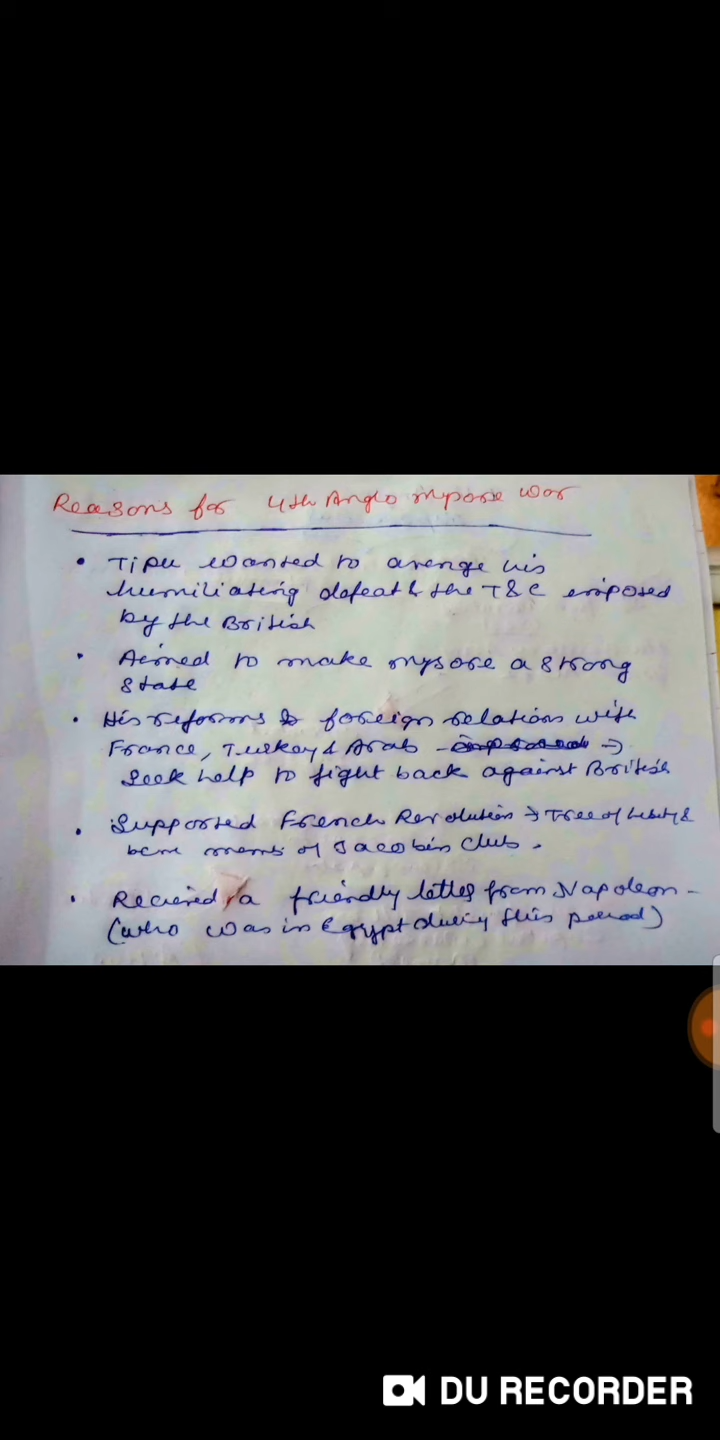 Reasons for 4th Anglo mysore war
• Tipu wanted to avenge his
humiliating defeat & the T&C imposed
by the British
• Aimed to make mysore a strong
state
• His reforms & foreign relations with
France, Turkey & Arab - →
Seek help to fight back against British
• Supported French Revolution → Tree of liberty &
bcm memb of Jacobin Club.
• Recieved a friendly letter from Napoleon -
(who was in Egypt during this period)
DU RECORDER